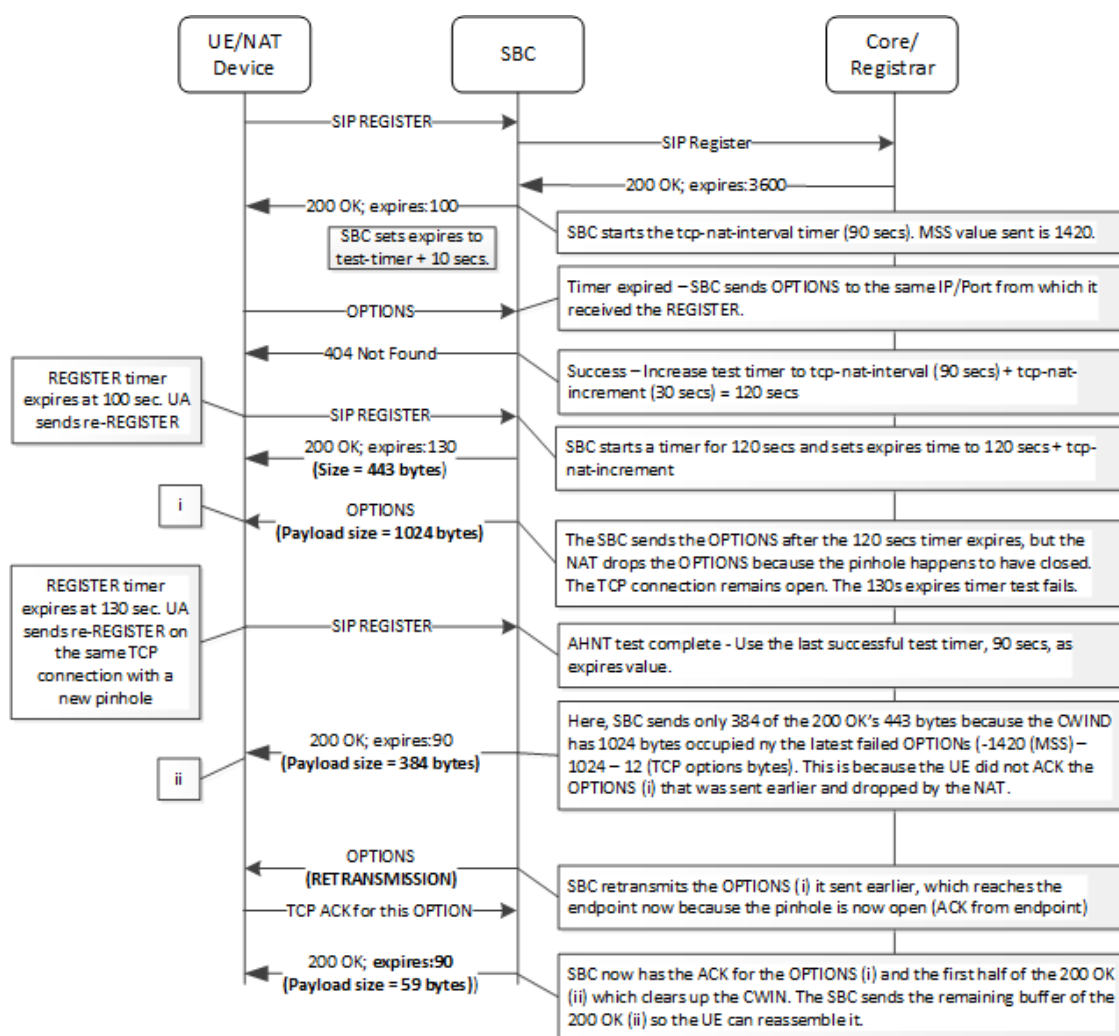 UE/NAT
Device
SBC
Core/
Registrar
SIP REGISTER
SIP Register
200 OK; expires:3600
200 OK; expires:100
SBC starts the tcp-nat-interval timer (90 secs). MSS value sent is 1420.
SBC sets expires to
test-timer + 10 secs.
Timer expired – SBC sends OPTIONS to the same IP/Port from which it
received the REGISTER.
OPTIONS
404 Not Found
Success – Increase test timer to tcp-nat-interval (90 secs) + tcp-nat-
increment (30 secs) = 120 secs
REGISTER timer
expires at 100 sec. UA
sends re-REGISTER
SIP REGISTER
SBC starts a timer for 120 secs and sets expires time to 120 secs + tcp-
nat-increment
200 OK; expires:130
(Size = 443 bytes)
i
OPTIONS
(Payload size = 1024 bytes)
The SBC sends the OPTIONS after the 120 secs timer expires, but the
NAT drops the OPTIONS because the pinhole happens to have closed.
The TCP connection remains open. The 130s expires timer test fails.
REGISTER timer
expires at 130 sec. UA
sends re-REGISTER on
the same TCP
connection with a
new pinhole
SIP REGISTER
AHNT test complete - Use the last successful test timer, 90 secs, as
expires value.
Here, SBC sends only 384 of the 200 OK's 443 bytes because the CWIND
has 1024 bytes occupied ny the latest failed OPTIONs (-1420 (MSS) –
1024 – 12 (TCP options bytes). This is because the UE did not ACK the
OPTIONS (i) that was sent earlier and dropped by the NAT.
200 OK; expires:90
(Payload size = 384 bytes)
ii
OPTIONS
(RETRANSMISSION)
SBC retransmits the OPTIONS (i) it sent earlier, which reaches the
endpoint now because the pinhole is now open (ACK from endpoint)
TCP ACK for this OPTION
200 OK; expires:90
(Payload size = 59 bytes))
SBC now has the ACK for the OPTIONS (i) and the first half of the 200 OK
(ii) which clears up the CWIN. The SBC sends the remaining buffer of the
200 OK (ii) so the UE can reassemble it.